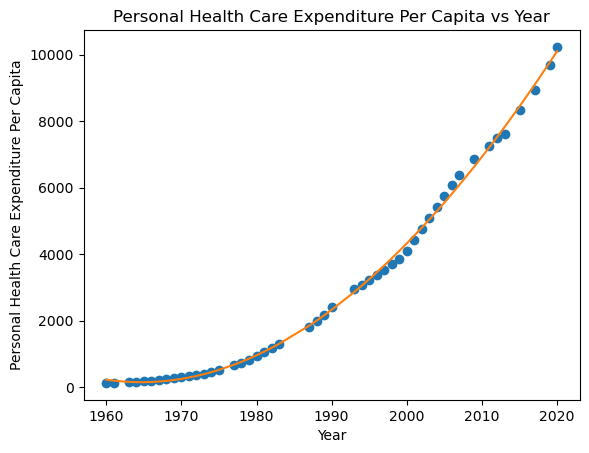 Personal Health Care Expenditure Per Capita vs Year
Personal Health Care Expenditure Per Capita
10000
8000
6000
4000
2000
0
1960 1970 1980 1990 2000 2010 2020
Year